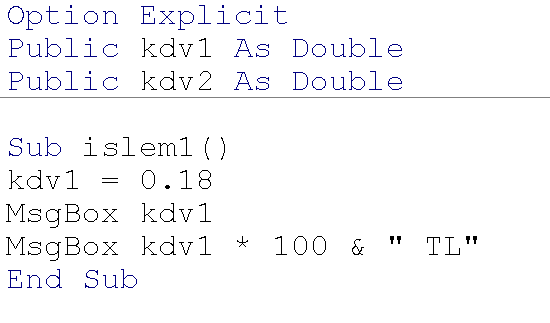 Option Explicit
Public kdv1 As Double
Public kdv2 As Double
Sub islem1()
kdv1 = 0.18
MsgBox kdv1
MsgBox kdv1 * 100 & " TL"
End Sub